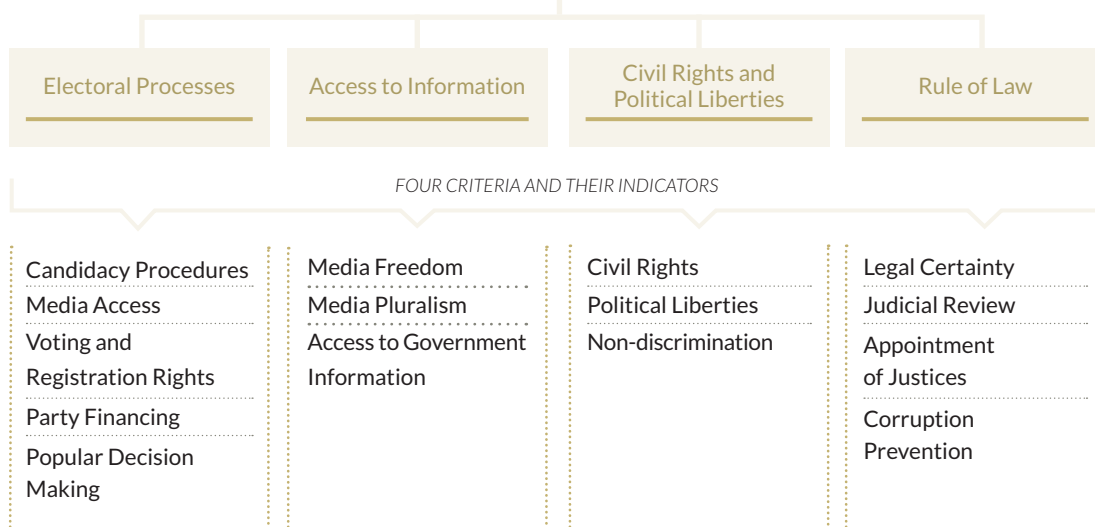 Electoral Processes
Access to Information
Civil Rights and
Political Liberties
Rule of Law
FOUR CRITERIA AND THEIR INDICATORS
Candidacy Procedures
Media Access
Voting and
Registration Rights
Party Financing
Popular Decision
Making
Media Freedom
Media Pluralism
Access to Government
Information
Civil Rights
Political Liberties
Non-discrimination
Legal Certainty
Judicial Review
Appointment
of Justices
Corruption
Prevention